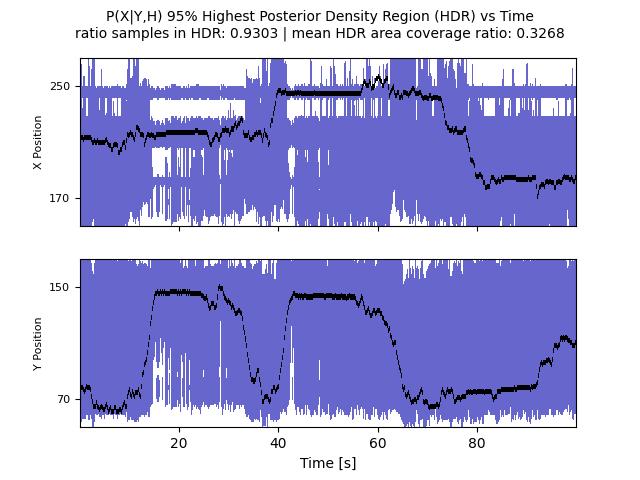 P(X|Y,H) 95% Highest Posterior Density Region (HDR) vs Time
ratio samples in HDR: 0.9303 | mean HDR area coverage ratio: 0.3268
250
X Position
170
150
Y Position
70
20 40 60 80
Time [s]